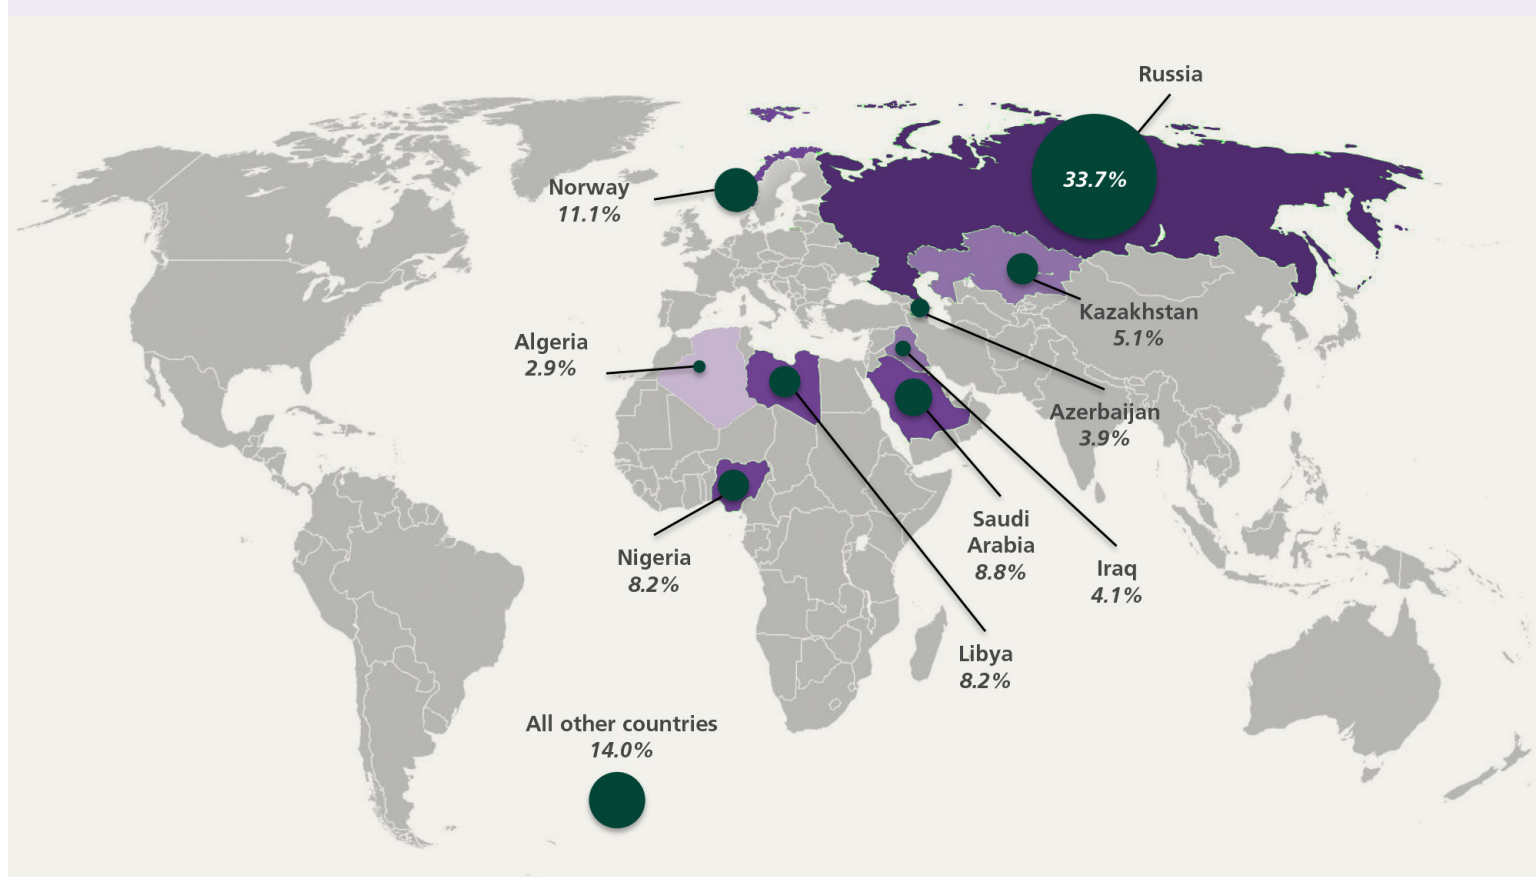 Russia
33.7%
Norway
11.1%
Kazakhstan
5.1%
Algeria
2.9%
Azerbaijan
3.9%
Saudi
Arabia
8.8%
Nigeria
8.2%
Iraq
4.1%
Libya
8.2%
All other countries
14.0%